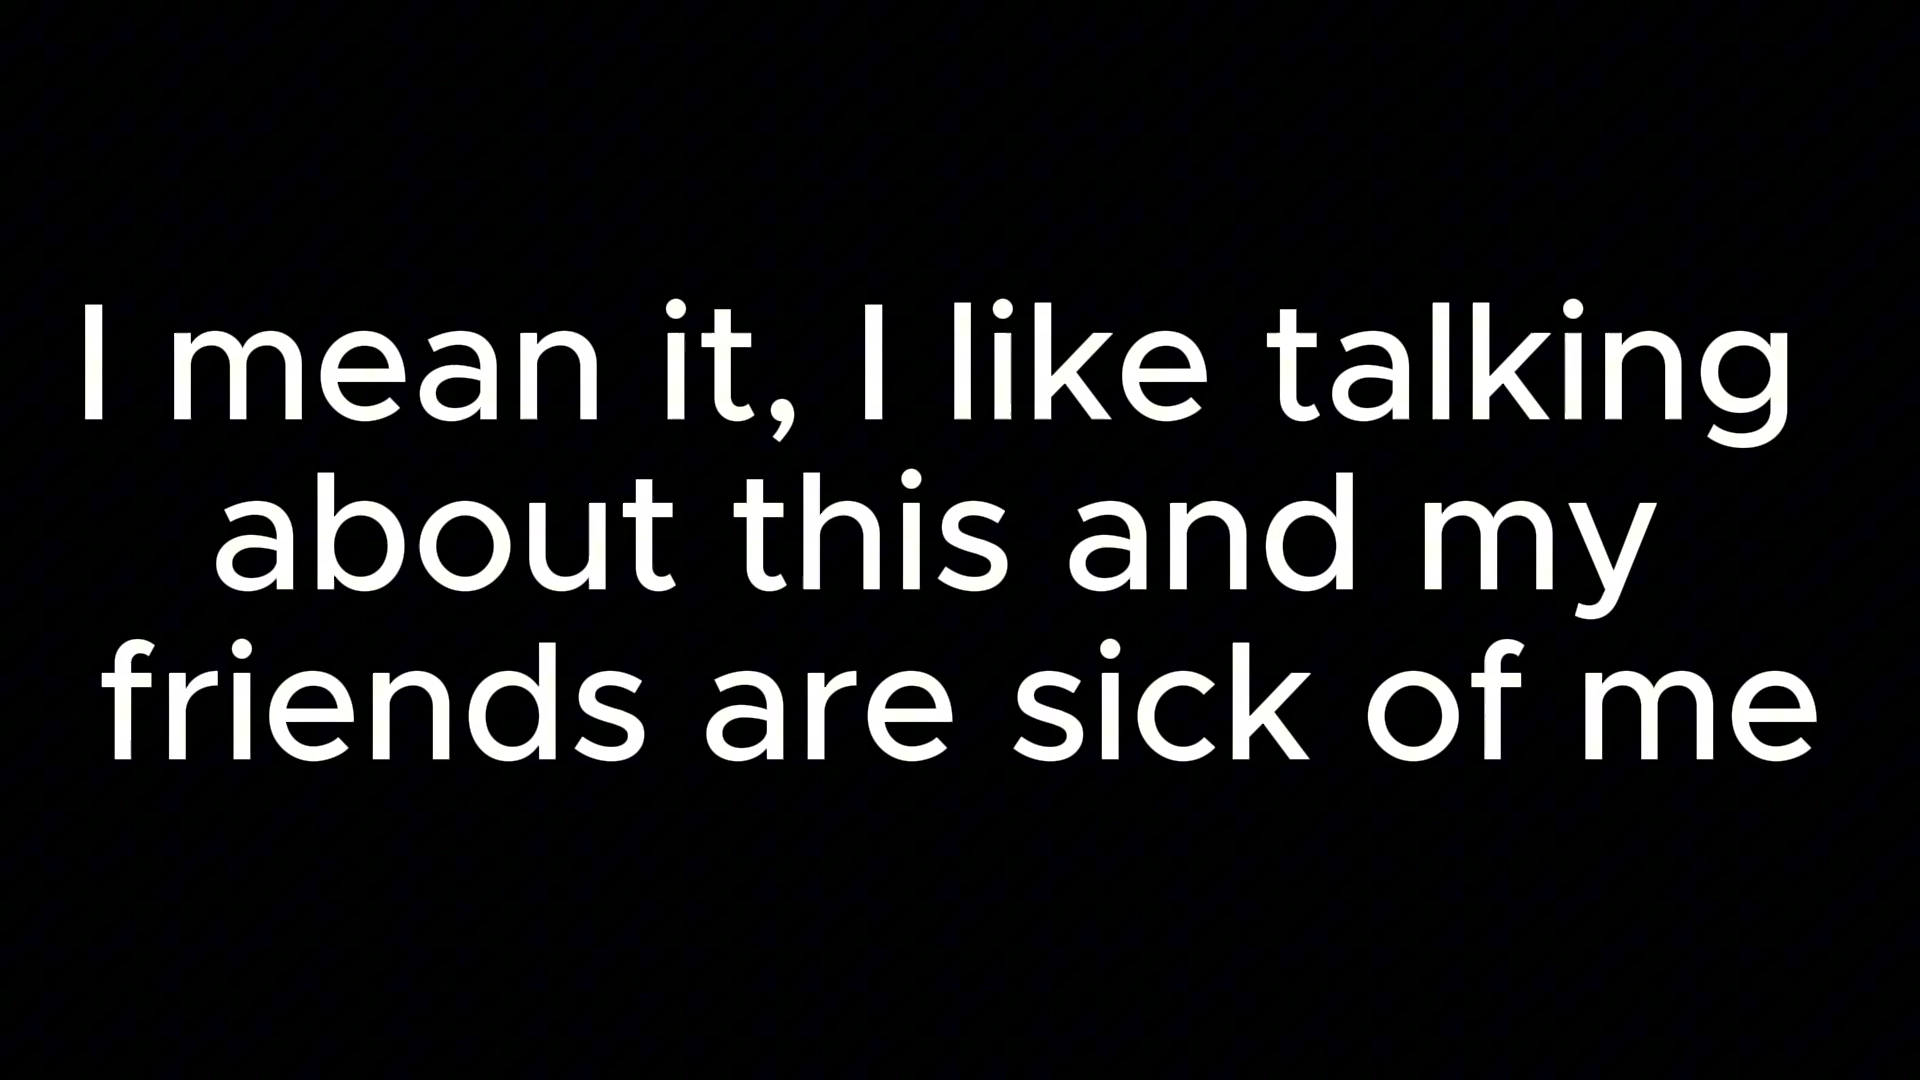 I mean it, I like talking
about this and my
friends are sick of me